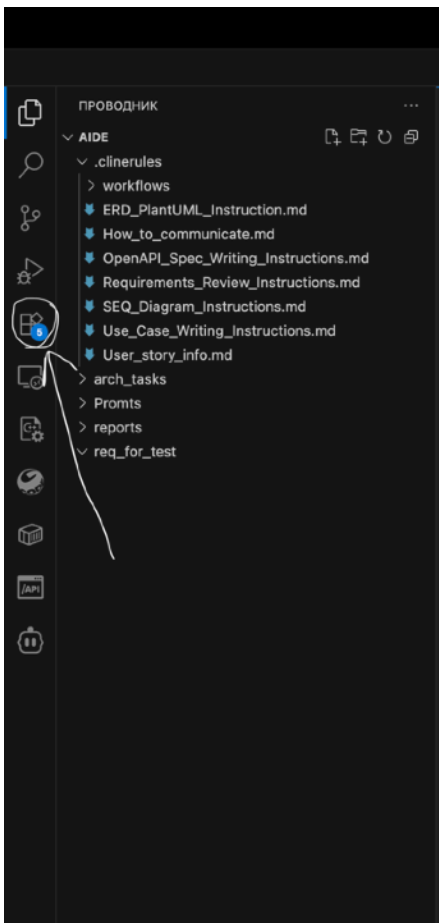 ПРОВОДНИК
AIDE
.clinerules
workflows
ERD_PlantUML_Instruction.md
How_to_communicate.md
OpenAPI_Spec_Writing_Instructions.md
Requirements_Review_Instructions.md
SEQ_Diagram_Instructions.md
Use_Case_Writing_Instructions.md
5
User_story_info.md
arch_tasks
Promts
reports
req_for_test
/API